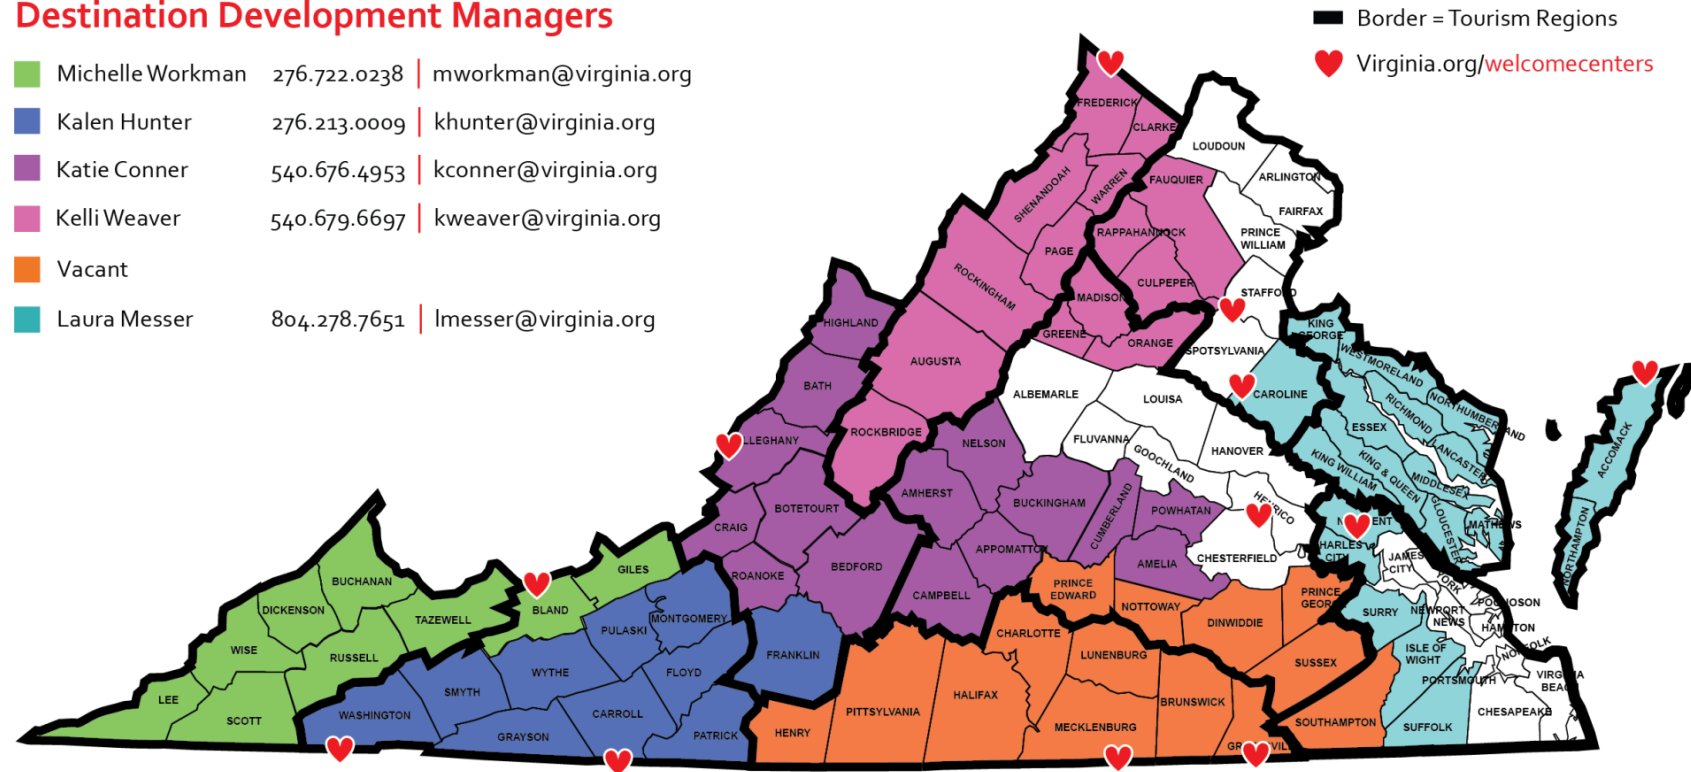 Destination Development Managers
Michelle Workman 276.722.0238 | mworkman@virginia.org
Kalen Hunter 276.213.0009 | khunter@virginia.org
Katie Conner 540.676.4953 | kconner@virginia.org
Kelli Weaver 540.679.6697 | kweaver@virginia.org
Vacant
Laura Messer 804.278.7651 | lmesser@virginia.org
Border = Tourism Regions
Virginia.org/welcomecenters
FREDERICK
CLARKE
LOUDOUN
SHENANDOAH
WARREN
FAUQUIER
ARLINGTON
FAIRFAX
RAPPAHANNOCK
PRINCE
WILLIAM
PAGE
ROCKINGHAM
CULPEPER
MADISON
STAFFORD
HIGHLAND
GREENE
ORANGE
KING
GEORGE
SPOTSYLVANIA
WESTMORELAND
AUGUSTA
BATH
ALBEMARLE
LOUISA
CAROLINE
RICHMOND
NORTHUMBERLAND
ROCKBRIDGE
NELSON
FLUVANNA
ESSEX
LLEGHANY
GOOCHLAND
HANOVER
LANCASTER
ACCOMACK
KING WILLIAM
KING & QUEEN
MIDDLESEX
AMHERST
BUCKINGHAM
CUMBERLAND
POWHATAN
HENRICO
GLOUCESTER
MATHEWS
BOTETOURT
CRAIG
N ENT
HARLES
CITY
APPOMATTOX
AMELIA
CHESTERFIELD
JAMES
CITY
NORTHAMPTON
BEDFORD
ROANOKE
GILES
BUCHANAN
BLAND
CAMPBELL
PRINCE
EDWARD
NOTTOWAY
PRINCE
GEORG
YORK
POQUOSON
DICKENSON
TAZEWELL
PULASKI
MONTGOMERY
DINWIDDIE
SURRY
NEWPORT
NEWS
HAMPTON
WISE
RUSSELL
CHARLOTTE
LUNENBURG
FRANKLIN
SUSSEX
ISLE OF
WIGHT
NORFOLK
WYTHE
FLOYD
PORTSMOUTH
VIRGINIA
BEACH
LEE
SMYTH
HALIFAX
BRUNSWICK
SCOTT
WASHINGTON
CARROLL
PITTSYLVANIA
CHESAPEAKE
GRAYSON
PATRICK
HENRY
MECKLENBURG
SOUTHAMPTON
SUFFOLK